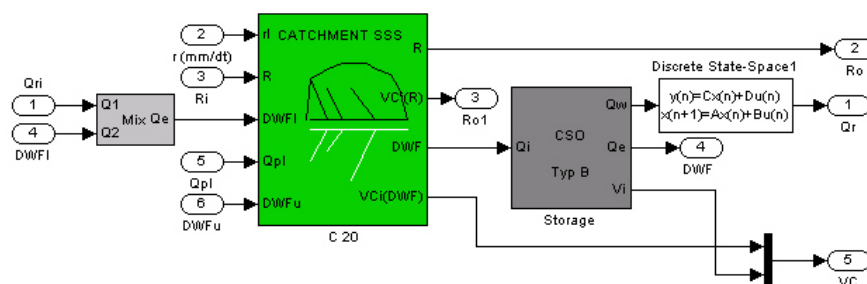 2
r (mm/dt)
3
Ri
Qri
1
4
DWFI
Q1
Q2
Mix
Qe
5
Qpl
6
DWFu
rI
CATCHMENT SSS
R
R
VCi(R)
DWFI
DWF
Qpl
VCi(DWF)
DWFu
C 20
3
Ro1
Qi
CSO
Typ B
Qw
Qe
Vi
Storage
Discrete State-Space1
y(n)=Cx(n)+Du(n)
x(n+1)=Ax(n)+Bu(n)
2
Ro
1
Qr
4
DWF
5
VC